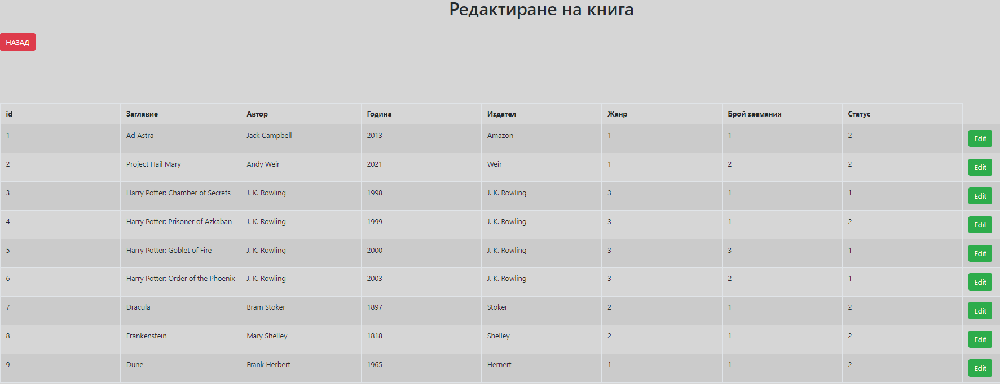 Редактиране на книга
НАЗАД
id Заглавие Автор Година Издател Жанр Брой заемания Статус
1 Ad Astra Jack Campbell 2013 Amazon 1 1 2 Edit
2 Project Hail Mary Andy Weir 2021 Weir 1 2 2 Edit
3 Harry Potter: Chamber of Secrets J. K. Rowling 1998 J. K. Rowling 3 1 1 Edit
4 Harry Potter: Prisoner of Azkaban J. K. Rowling 1999 J. K. Rowling 3 1 2 Edit
5 Harry Potter: Goblet of Fire J. K. Rowling 2000 J. K. Rowling 3 3 1 Edit
6 Harry Potter: Order of the Phoenix J. K. Rowling 2003 J. K. Rowling 3 2 1 Edit
7 Dracula Bram Stoker 1897 Stoker 2 1 2 Edit
8 Frankenstein Mary Shelley 1818 Shelley 2 1 2 Edit
9 Dune Frank Herbert 1965 Hernert 1 1 2 Edit